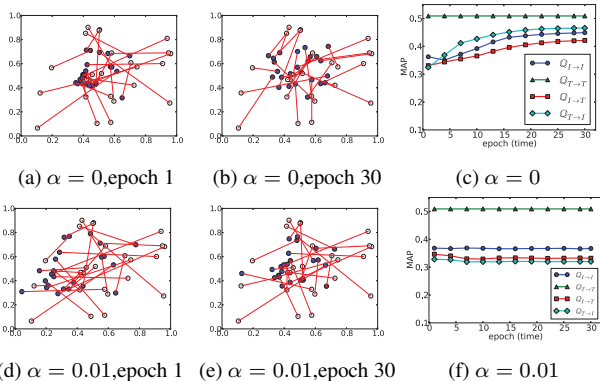 1.0
0.8
0.6
0.4
0.2
0.0
0.0 0.2 0.4 0.6 0.8 1.0
(a) α = 0,epoch 1
1.0
0.8
0.6
0.4
0.2
0.0
0.0 0.2 0.4 0.6 0.8 1.0
(b) α = 0,epoch 30
0.5
0.4
0.3
0.2
0.1
MAP
0 5 10 15 20 25 30
epoch (time)
Q_{I→I}
Q_{T→T}
Q_{I→T}
Q_{T→I}
(c) α = 0
1.0
0.8
0.6
0.4
0.2
0.0
0.0 0.2 0.4 0.6 0.8 1.0
(d) α = 0.01,epoch 1
1.0
0.8
0.6
0.4
0.2
0.0
0.0 0.2 0.4 0.6 0.8 1.0
(e) α = 0.01,epoch 30
0.5
0.4
0.3
0.2
0.1
MAP
0 5 10 15 20 25 30
epoch (time)
Q_{I→I}
Q_{T→T}
Q_{I→T}
Q_{T→I}
(f) α = 0.01